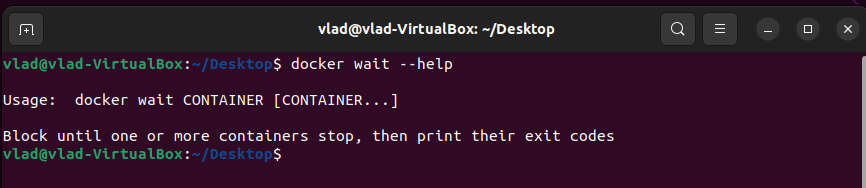 vlad@vlad-VirtualBox: ~/Desktop
vlad@vlad-VirtualBox:~/Desktop$ docker wait --help
Usage:  docker wait CONTAINER [CONTAINER...]
Block until one or more containers stop, then print their exit codes
vlad@vlad-VirtualBox:~/Desktop$